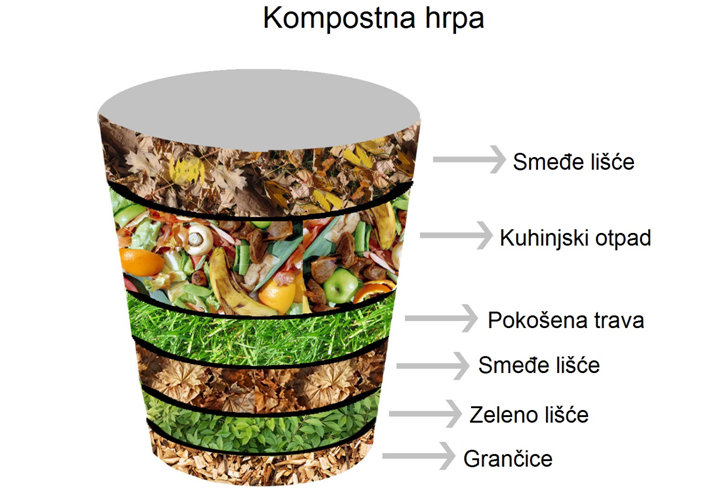 Kompostna hrpa
Smeđe lišće
Kuhinjski otpad
Pokošena trava
Smeđe lišće
Zeleno lišće
Grančice